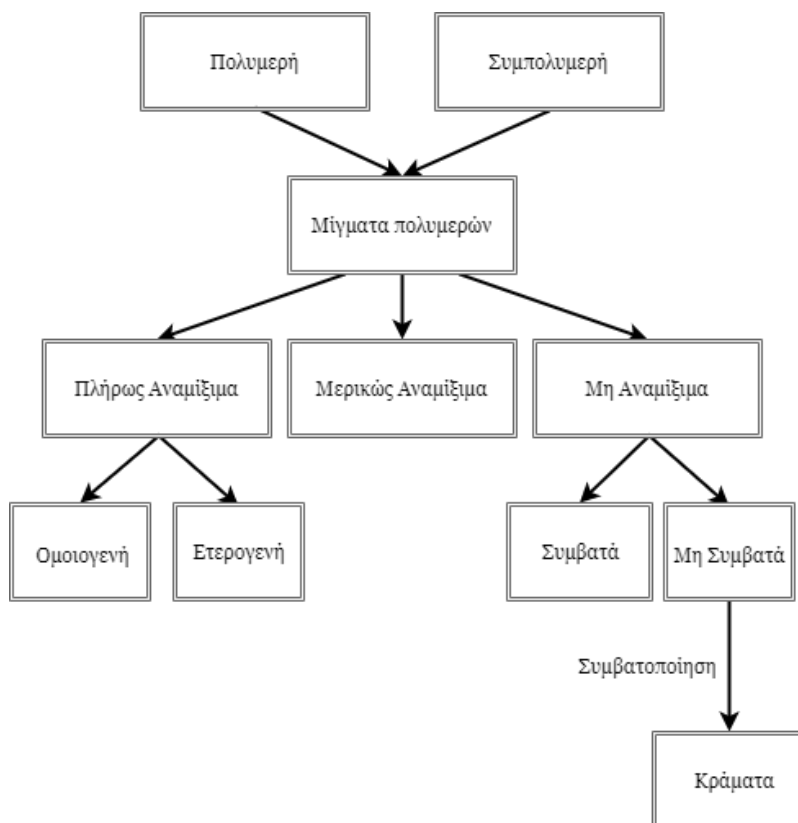 Πολυμερή
Συμπολυμερή
Μίγματα πολυμερών
Πλήρως Αναμίξιμα
Μερικώς Αναμίξιμα
Μη Αναμίξιμα
Ομοιογενή
Ετερογενή
Συμβατά
Μη Συμβατά
Συμβατοποίηση
Κράματα